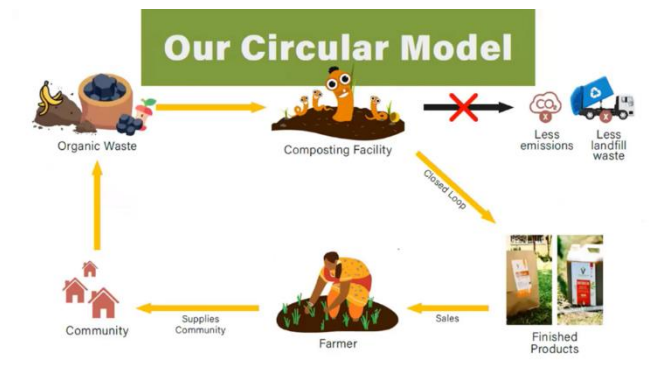 Our Circular Model
Organic Waste
Composting Facility
CO₂
Less
emissions
Less
landfill
waste
Closed Loop
Community
Supplies
Community
Farmer
Sales
Finished
Products